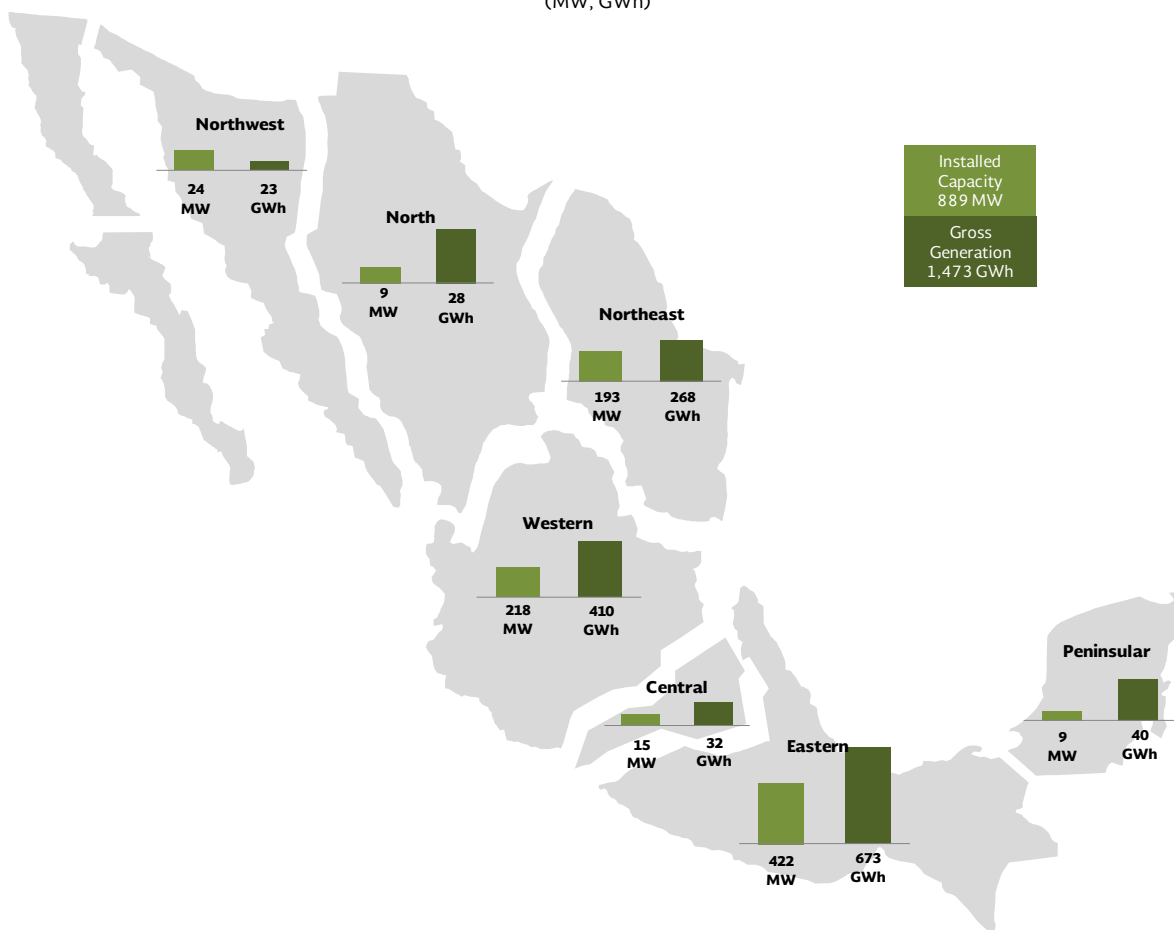 (MW, GWh)
Northwest
24
MW
23
GWh
North
9
MW
28
GWh
Installed
Capacity
889 MW
Gross
Generation
1,473 GWh
Northeast
193
MW
268
GWh
Western
218
MW
410
GWh
Central
15
MW
32
GWh
Eastern
422
MW
673
GWh
Peninsular
9
MW
40
GWh